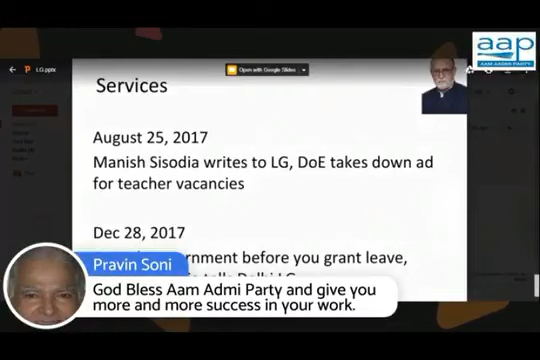 aap
AAM AADMI PARTY
LG.pptx
Open with Google Slides
Services
August 25, 2017
Manish Sisodia writes to LG, DoE takes down ad
for teacher vacancies
Dec 28, 2017
before you grant leave,
Pravin Soni
God Bless Aam Admi Party and give you
more and more success in your work.